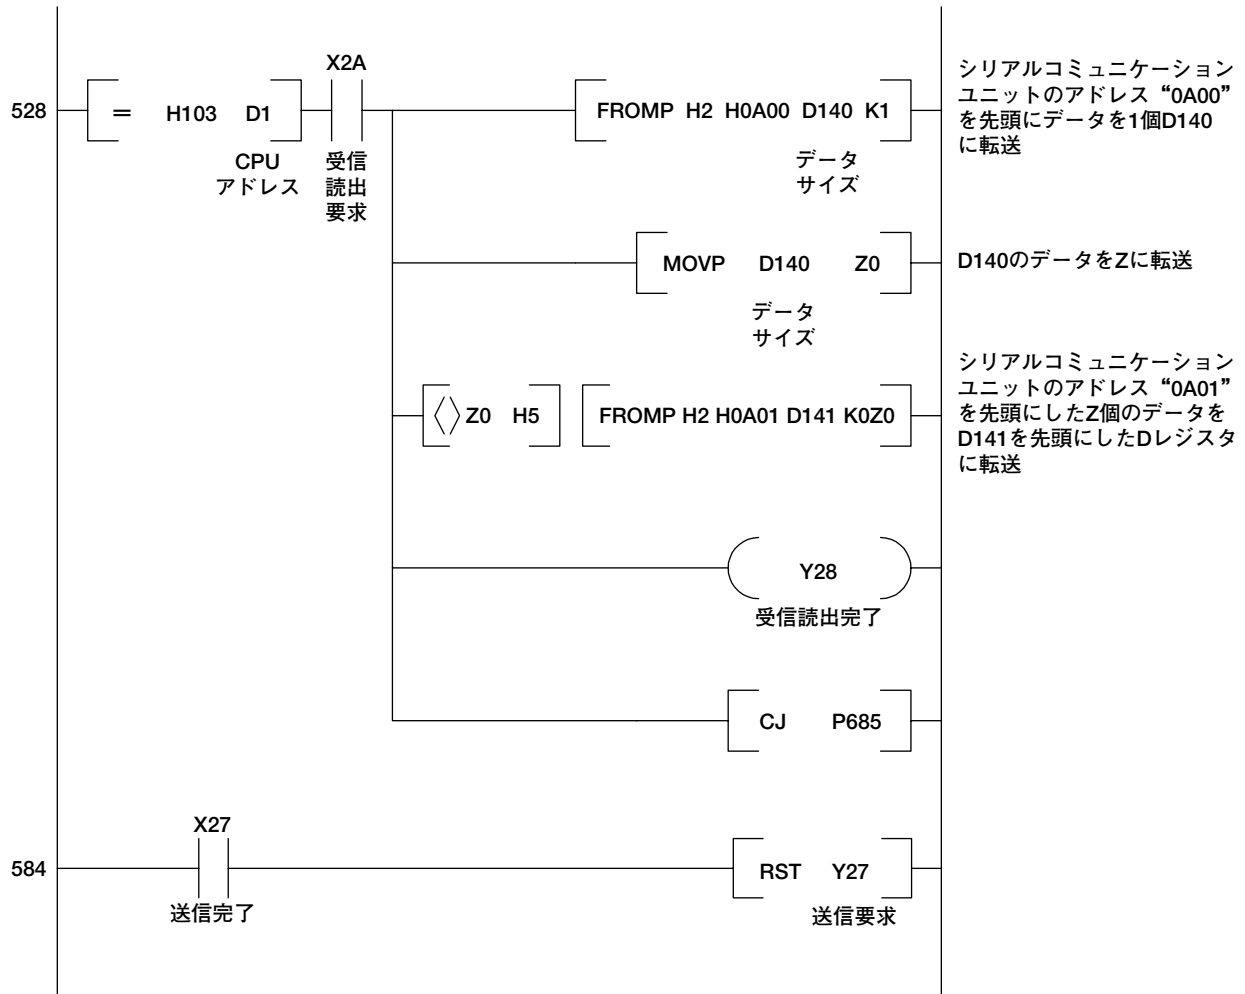 X2A
528
= H103 D1
CPU
アドレス
受信
読出
要求
FROMP H2 H0A00 D140 K1
データ
サイズ
シリアルコミュニケーション
ユニットのアドレス“0A00”
を先頭にデータを1個D140
に転送
MOVP D140 Z0
データ
サイズ
D140のデータをZに転送
<> Z0 H5
FROMP H2 H0A01 D141 K0Z0
シリアルコミュニケーション
ユニットのアドレス“0A01”
を先頭にしたZ個のデータを
D141を先頭にしたDレジスタ
に転送
Y28
受信読出完了
CJ P685
X27
584
送信完了
RST Y27
送信要求